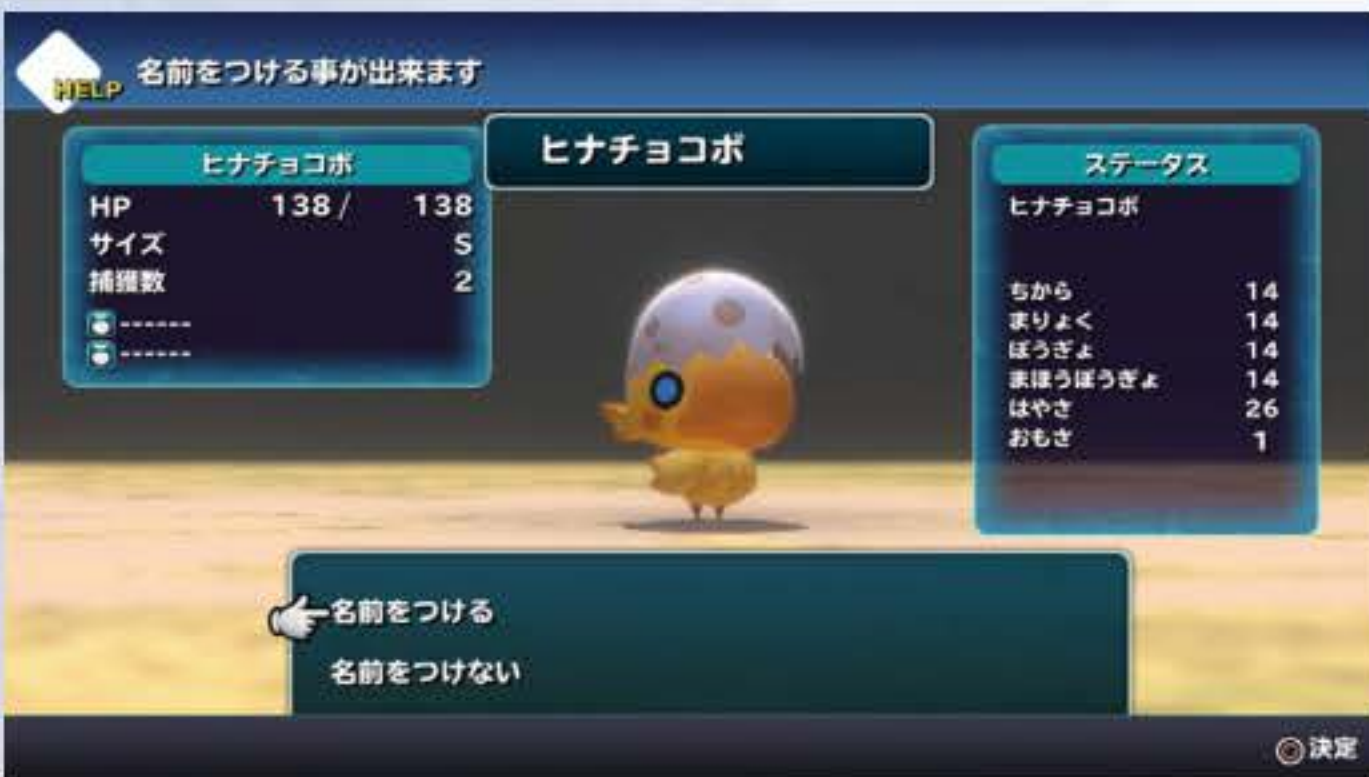 HELP 名前をつける事が出来ます
ヒナチョコボ
HP 138/ 138
サイズ S
捕獲数 2
------
------
ヒナチョコボ
ステータス
ヒナチョコボ
ちから 14
まりょく 14
ぼうぎょ 14
まほうぼうぎょ 14
はやさ 26
おもさ 1
名前をつける
名前をつけない
決定